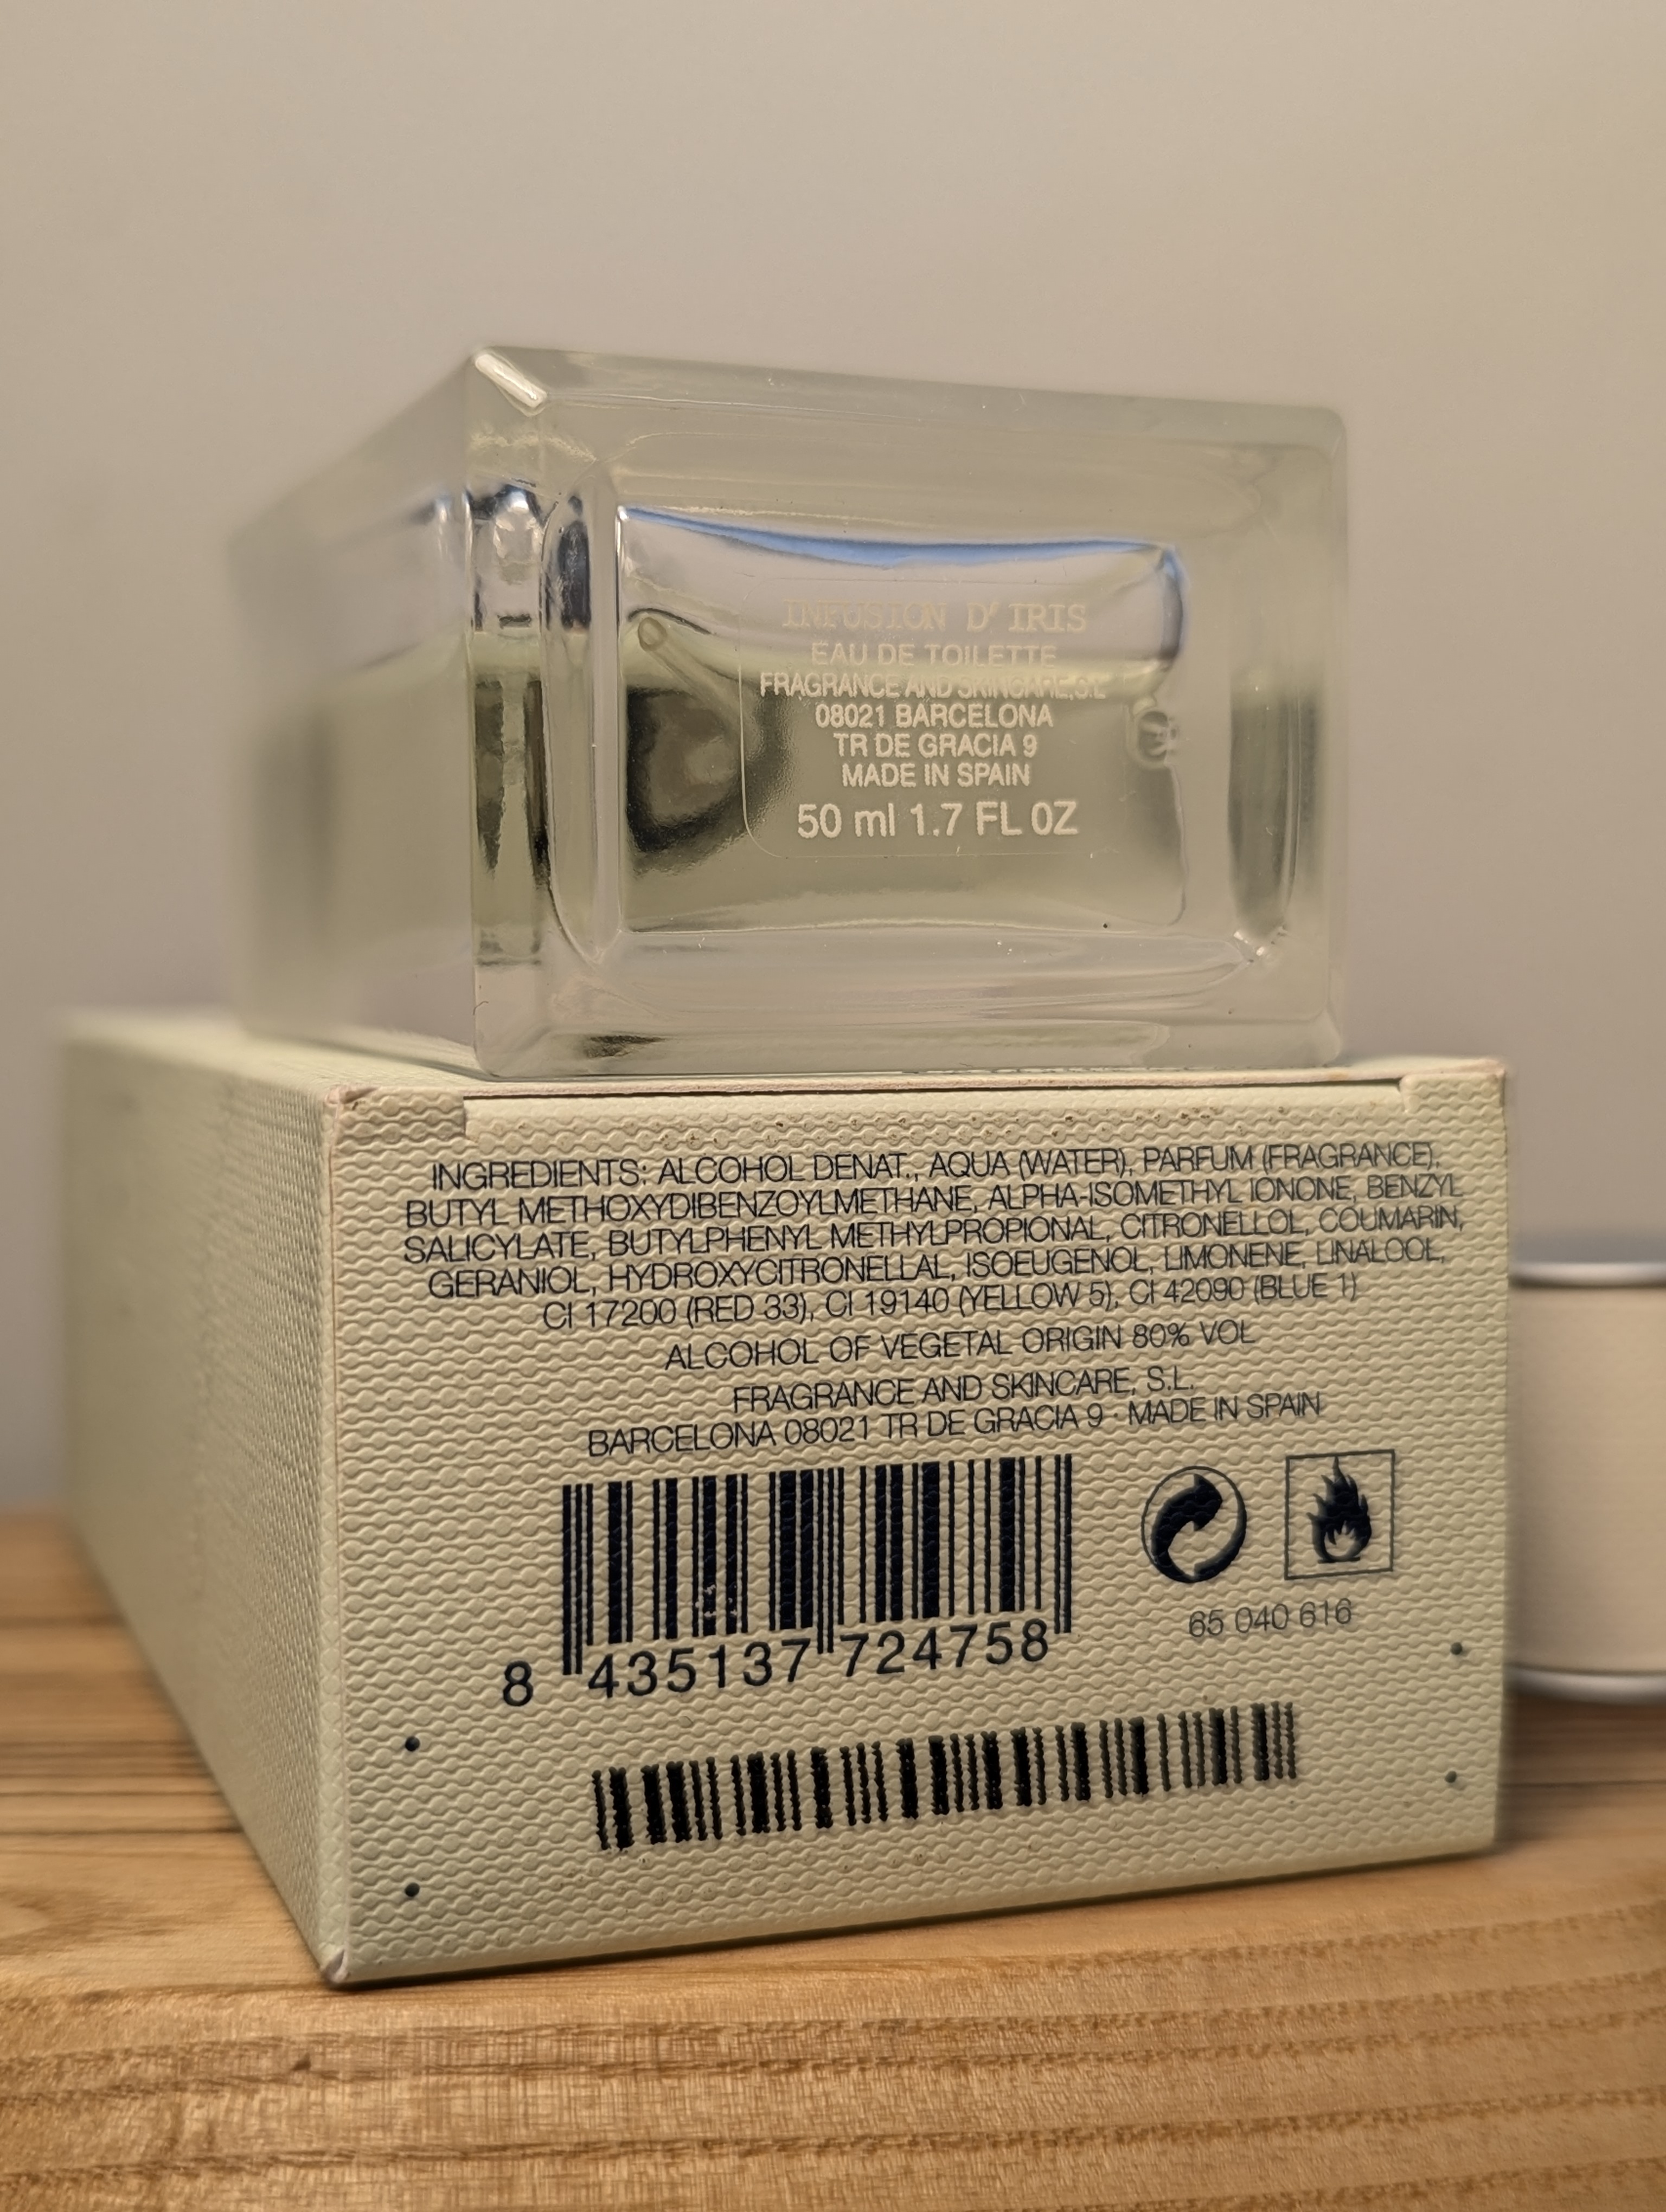 INFUSION D' IRIS
EAU DE TOILETTE
FRAGRANCE AND SKINCARE,S.L
08021 BARCELONA
TR DE GRACIA 9
MADE IN SPAIN
50 ml 1.7 FL OZ
INGREDIENTS: ALCOHOL DENAT., AQUA (WATER), PARFUM (FRAGRANCE),
BUTYL METHOXYDIBENZOYLMETHANE, ALPHA-ISOMETHYL IONONE, BENZYL
SALICYLATE, BUTYLPHENYL METHYLPROPIONAL, CITRONELLOL, COUMARIN,
GERANIOL, HYDROXYCITRONELLAL, ISOEUGENOL, LIMONENE, LINALOOL,
CI 17200 (RED 33), CI 19140 (YELLOW 5), CI 42090 (BLUE 1)
ALCOHOL OF VEGETAL ORIGIN 80% VOL
FRAGRANCE AND SKINCARE, S.L.
BARCELONA 08021 TR DE GRACIA 9 · MADE IN SPAIN
8 435137 724758
65 040 616